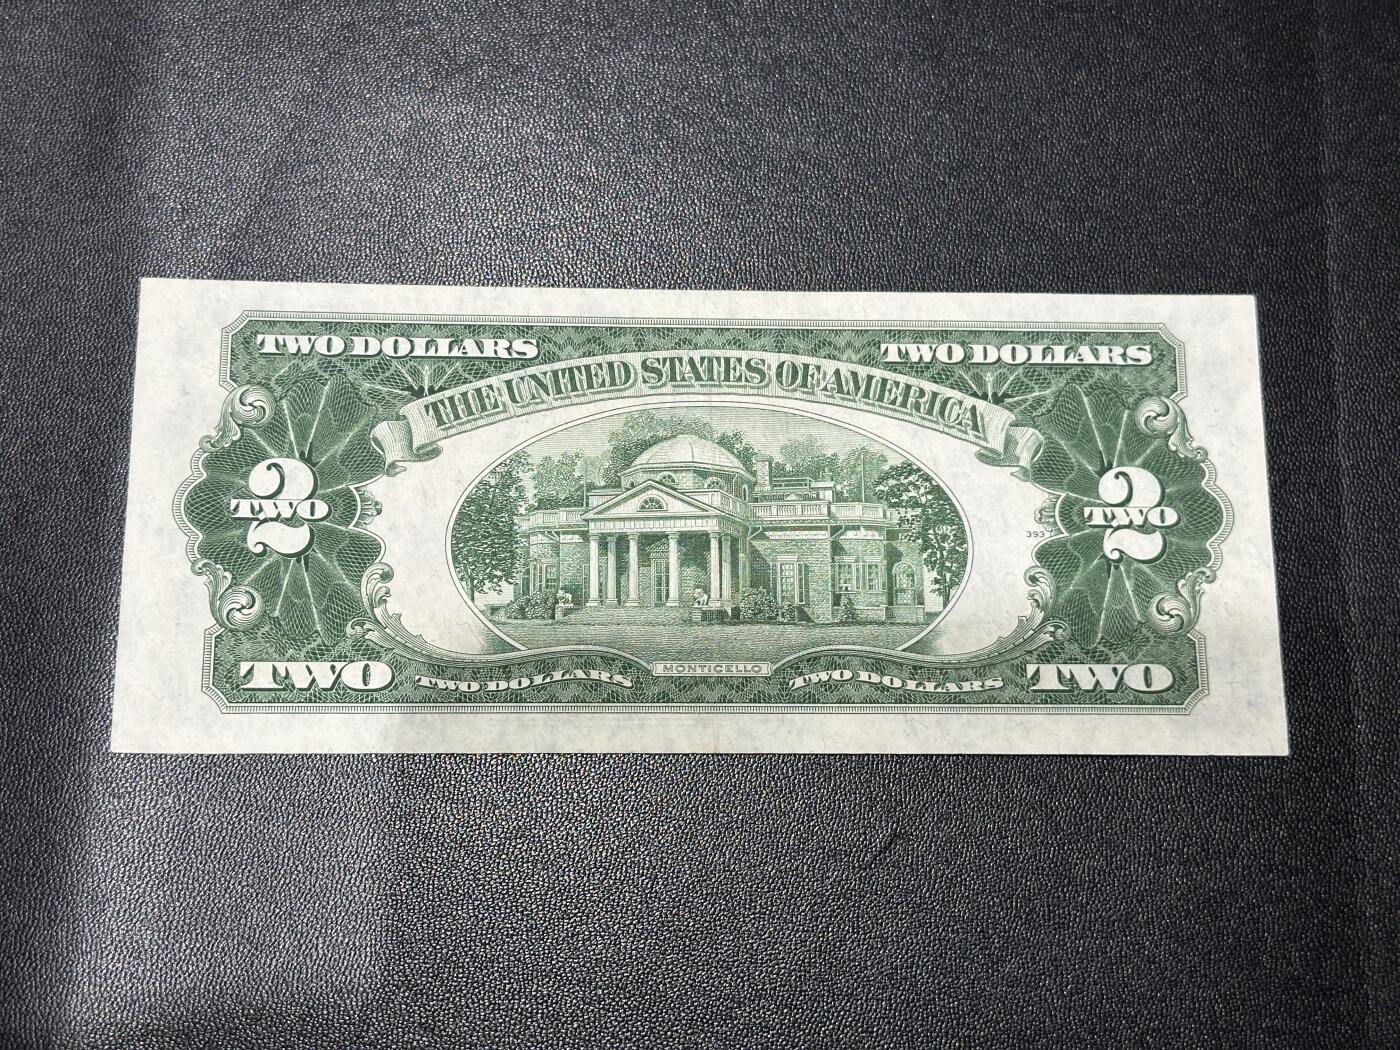 TWO DOLLARS TWO DOLLARS
THE UNITED STATES OF AMERICA
2 TWO
2 TWO
393
MONTICELLO
TWO TWO DOLLARS TWO DOLLARS TWO